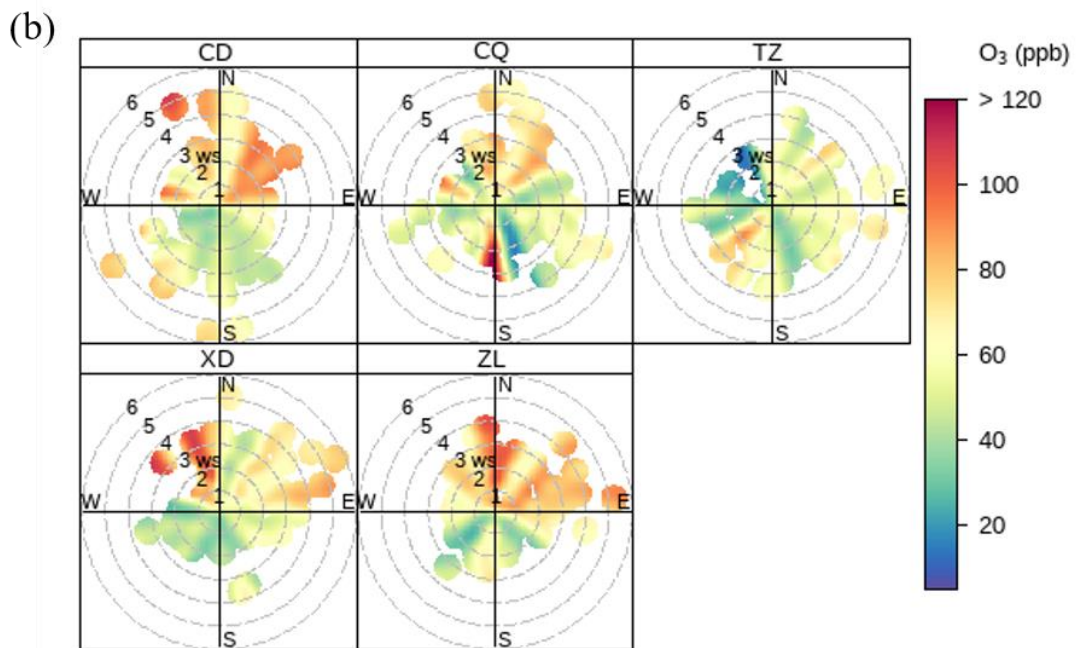 (b)
CD CQ TZ O₃ (ppb)
N N N
6 6 6 > 120
5 5 5
4 4 4
3 ws 3 ws 3 ws
2 2 2 100
1 1 1
W E W E W E
80
S S S
XD ZL 60
N N
6 6
5 5
4 4 40
3 ws 3 ws
2 2
1 1
W E W E 20
S S